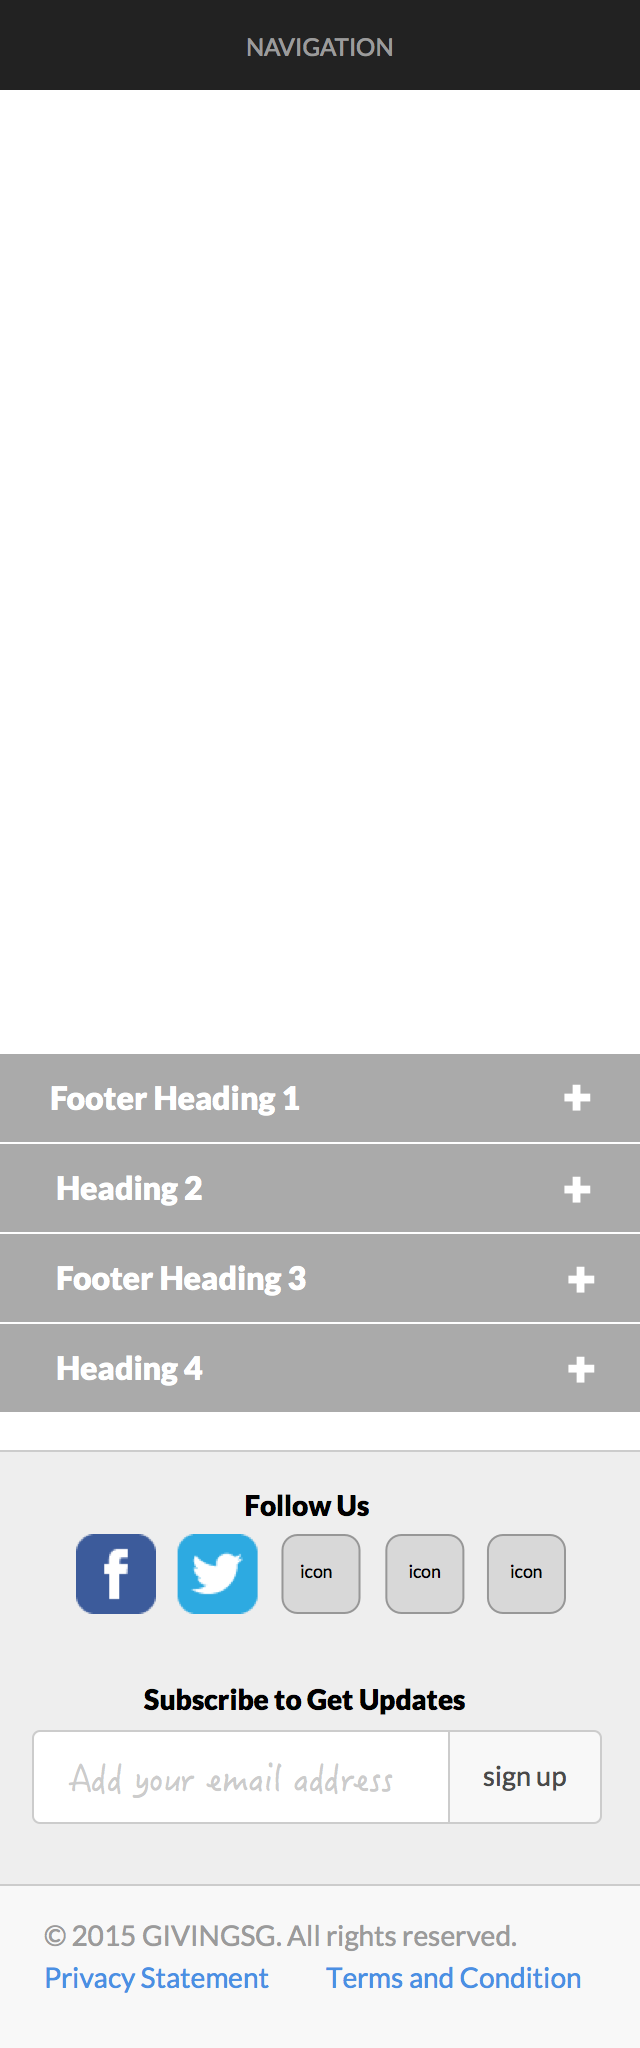 NAVIGATION
Footer Heading 1
Heading 2
Footer Heading 3
Heading 4
Follow Us
f icon icon icon
Subscribe to Get Updates
Add your email address sign up
© 2015 GIVINGSG. All rights reserved.
Privacy Statement Terms and Condition